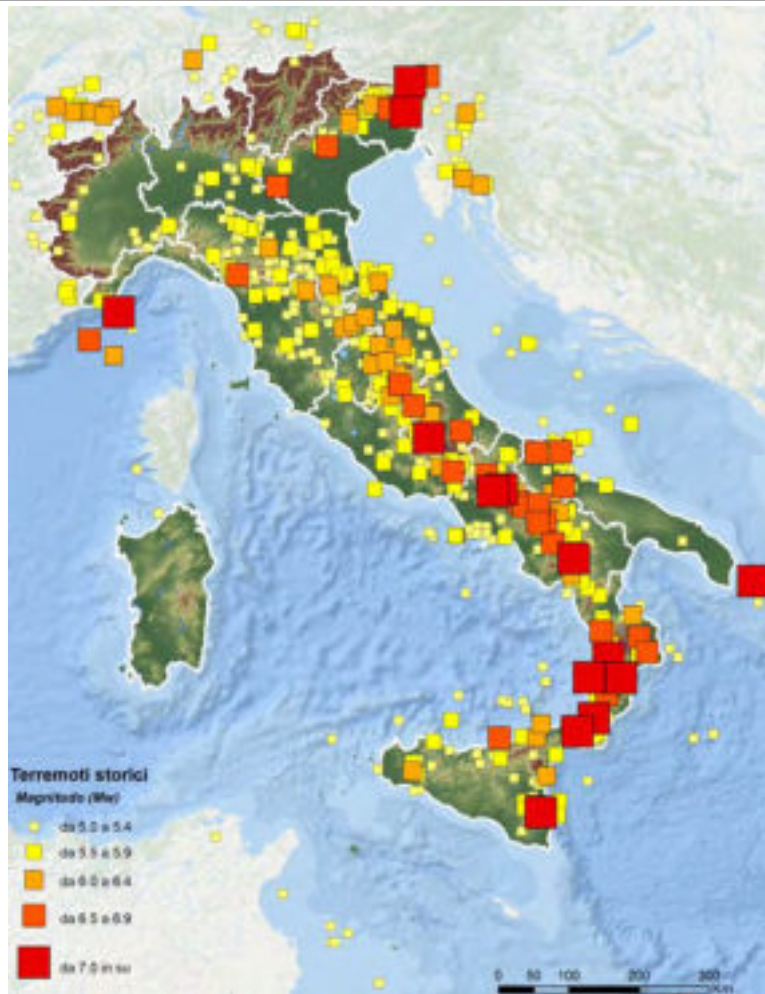 Terremoti storici
Magnitudo (Mw)
da 5.0 a 5.4
da 5.5 a 5.9
da 6.0 a 6.4
da 6.5 a 6.9
da 7.0 in su
0 50 100 200 300
Km